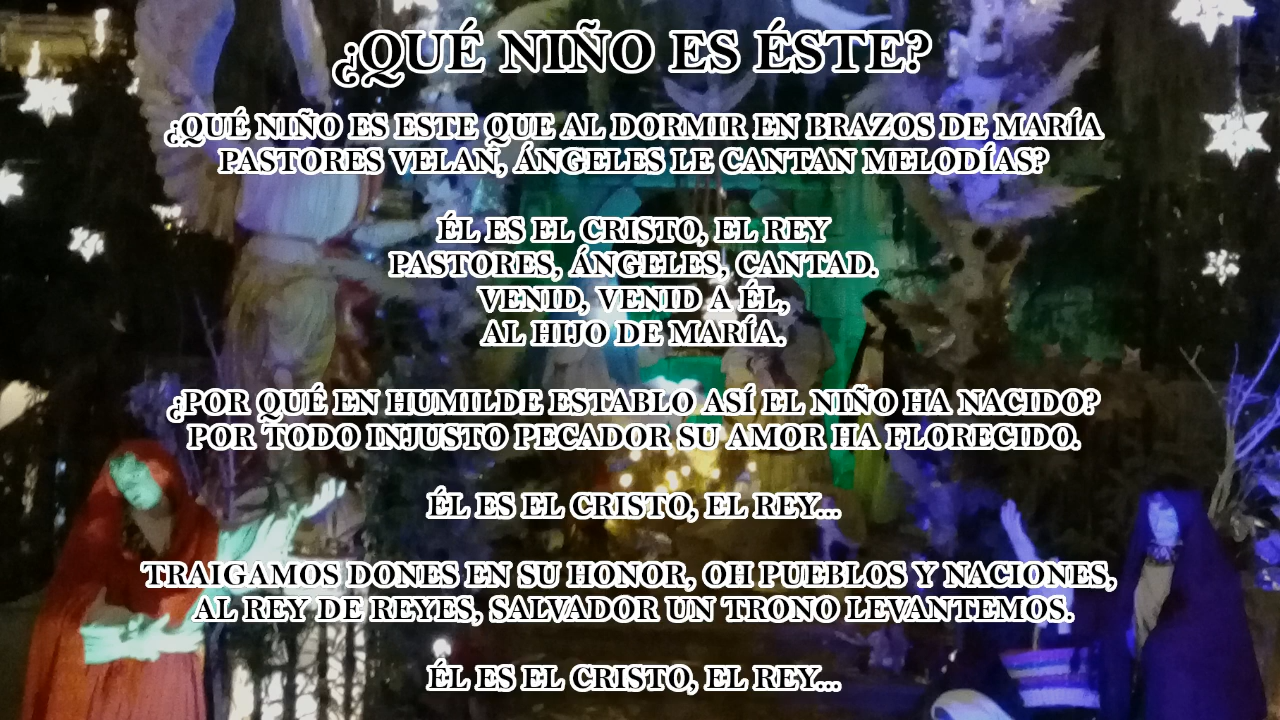 ¿QUÉ NIÑO ES ÉSTE?
¿QUÉ NIÑO ES ESTE QUE AL DORMIR EN BRAZOS DE MARÍA
PASTORES VELAN, ÁNGELES LE CANTAN MELODÍAS?
ÉL ES EL CRISTO, EL REY
PASTORES, ÁNGELES, CANTAD.
VENID, VENID A ÉL,
AL HIJO DE MARÍA.
¿POR QUÉ EN HUMILDE ESTABLO ASÍ EL NIÑO HA NACIDO?
POR TODO INJUSTO PECADOR SU AMOR HA FLORECIDO.
ÉL ES EL CRISTO, EL REY...
TRAIGAMOS DONES EN SU HONOR, OH PUEBLOS Y NACIONES,
AL REY DE REYES, SALVADOR UN TRONO LEVANTEMOS.
ÉL ES EL CRISTO, EL REY...